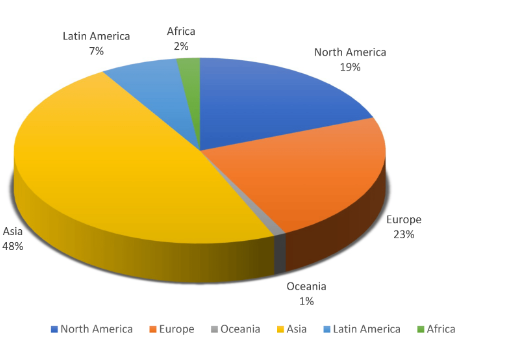 Latin America
7%
Africa
2%
North America
19%
Europe
23%
Oceania
1%
Asia
48%
North America Europe Oceania Asia Latin America Africa